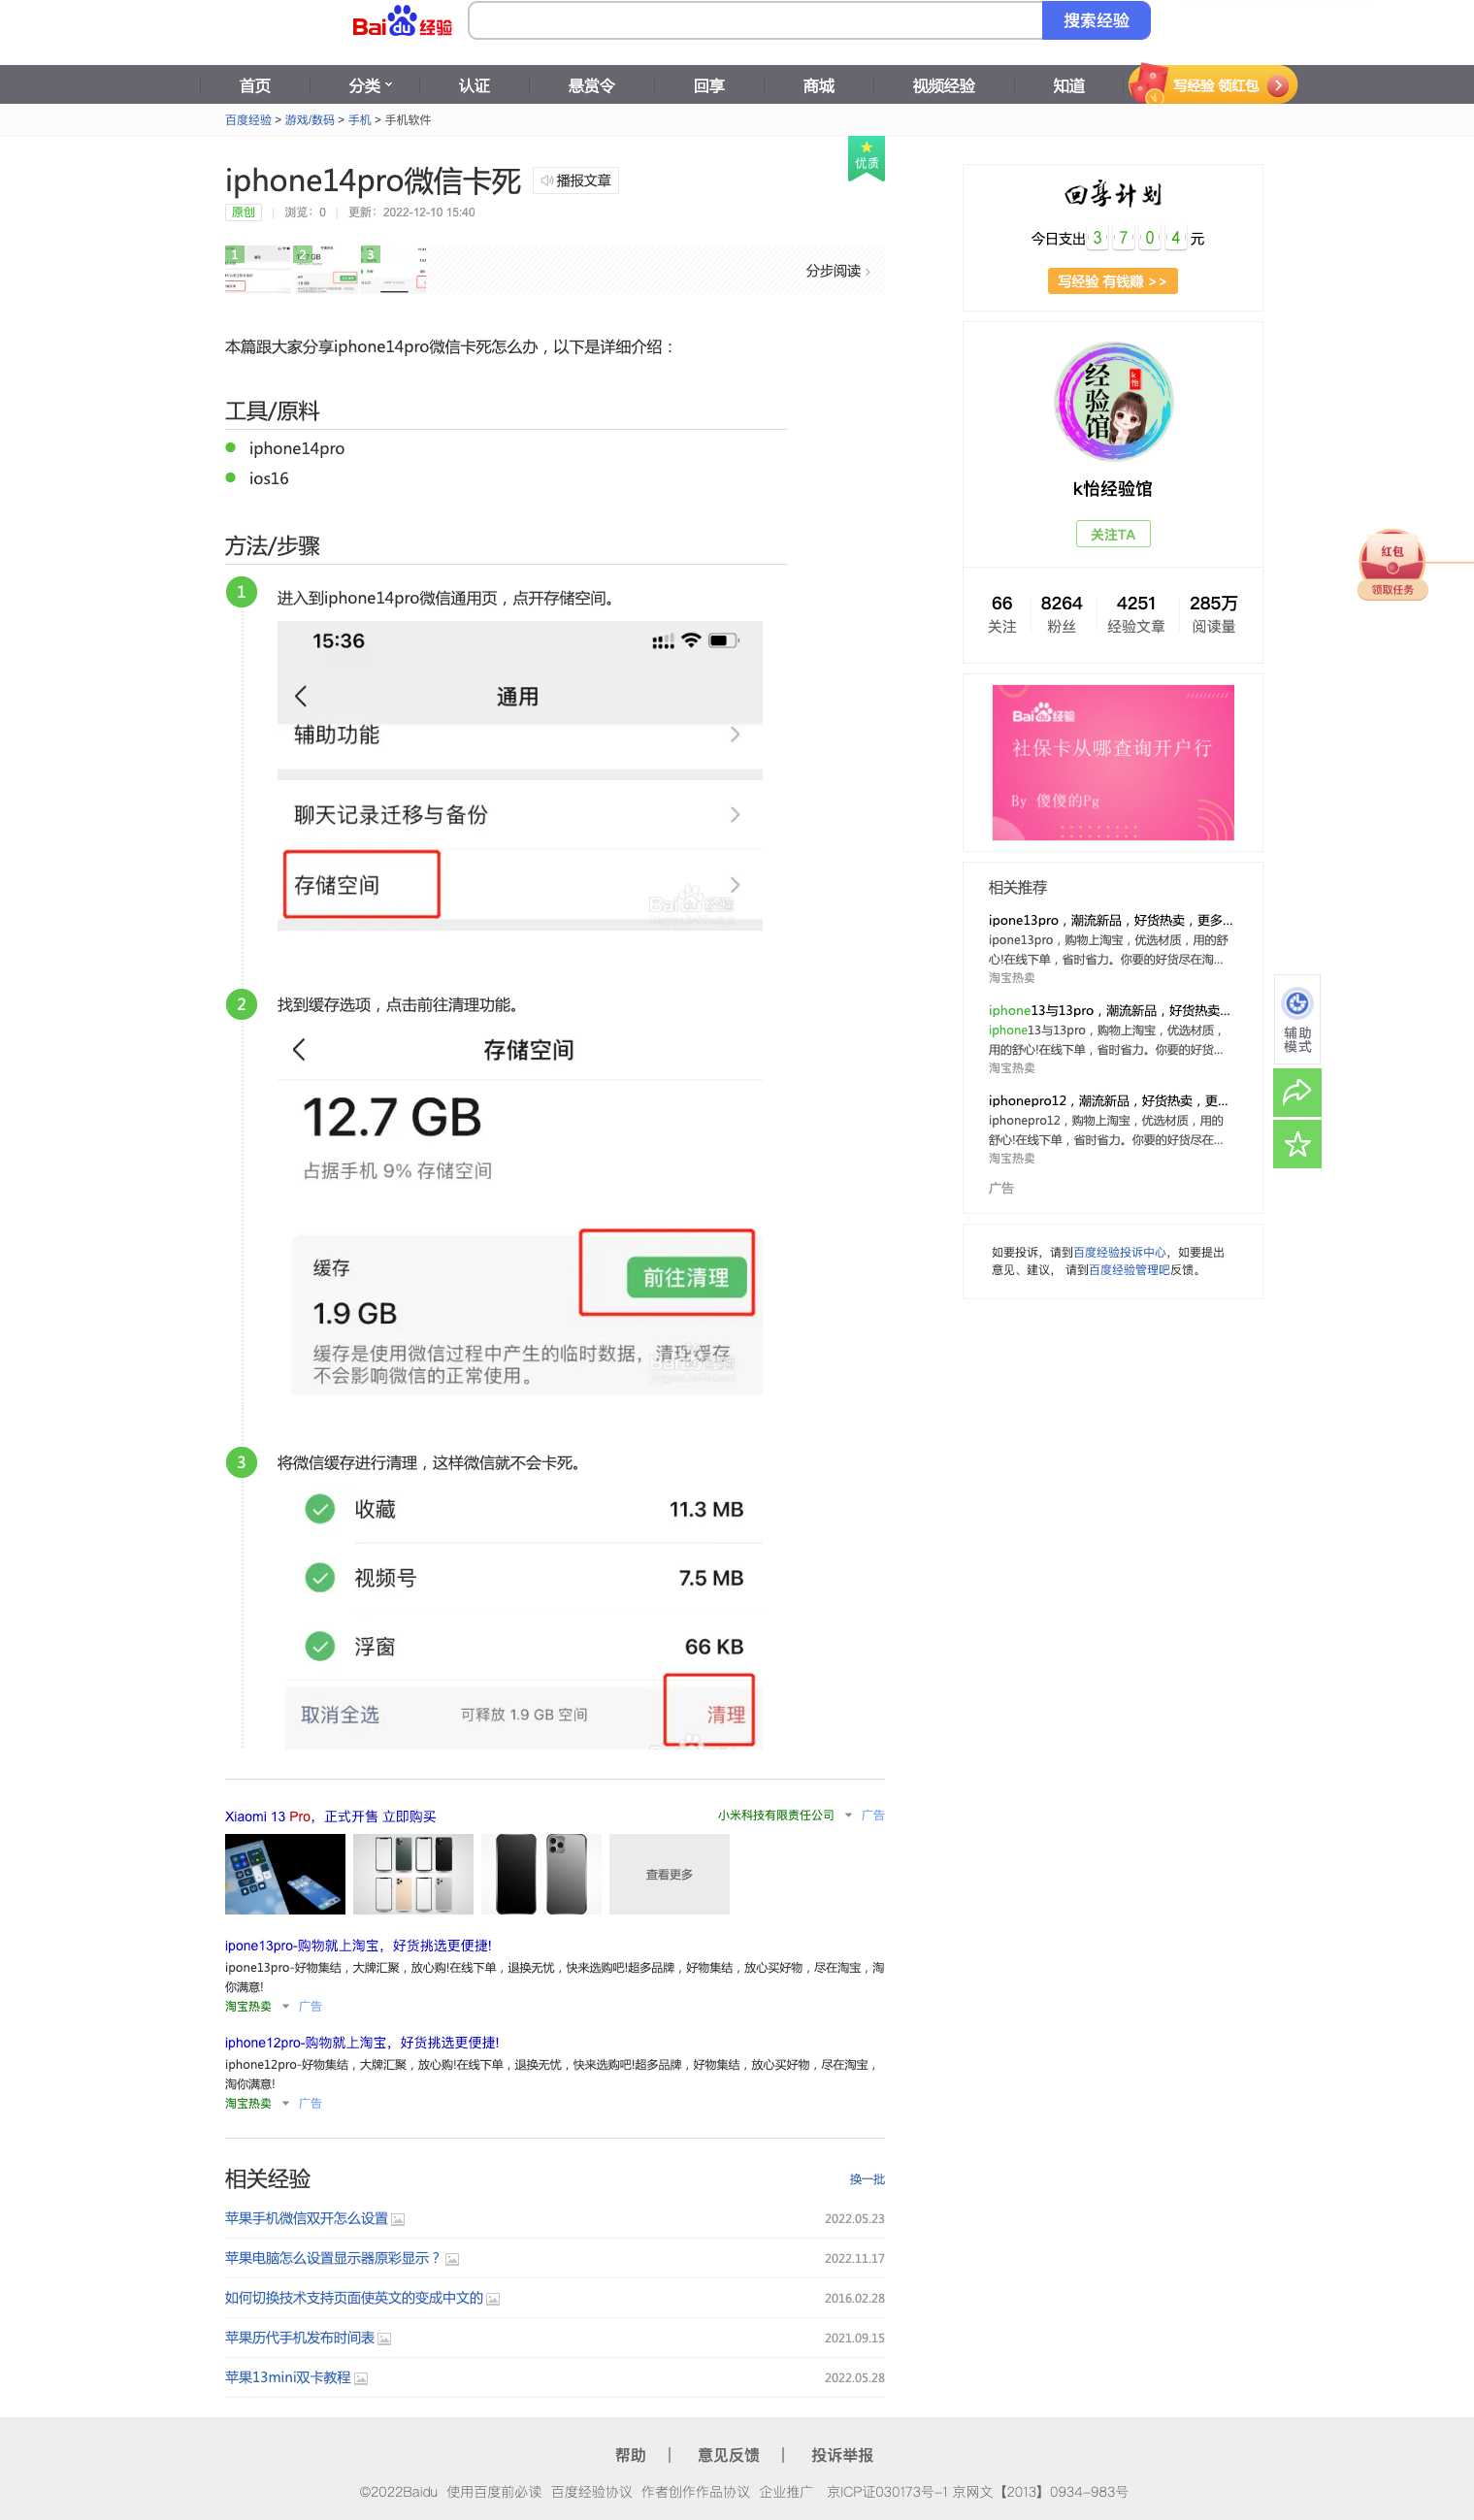 Bai du 经验
搜索经验
首页 分类 认证 悬赏令 回享 商城 视频经验 知道 写经验 领红包
百度经验 > 游戏/数码 > 手机 > 手机软件
优质
iphone14pro微信卡死 播报文章
原创 | 浏览：0 | 更新：2022-12-10 15:40
1 2 3
分步阅读 >
本篇跟大家分享iphone14pro微信卡死怎么办，以下是详细介绍：
工具/原料
iphone14pro
ios16
方法/步骤
1 进入到iphone14pro微信通用页，点开存储空间。
15:36
通用
辅助功能
聊天记录迁移与备份
存储空间
Bai du 经验
2 找到缓存选项，点击前往清理功能。
存储空间
12.7 GB
占据手机 9% 存储空间
缓存
前往清理
1.9 GB
缓存是使用微信过程中产生的临时数据，清理缓存
不会影响微信的正常使用。
3 将微信缓存进行清理，这样微信就不会卡死。
收藏 11.3 MB
视频号 7.5 MB
浮窗 66 KB
取消全选 可释放 1.9 GB 空间 清理
Xiaomi 13 Pro，正式开售 立即购买
小米科技有限责任公司 广告
查看更多
ipone13pro-购物就上淘宝，好货挑选更便捷!
ipone13pro-好物集结，大牌汇聚，放心购!在线下单，退换无忧，快来选购吧!超多品牌，好物集结，放心买好物，尽在淘宝，淘
你满意!
淘宝热卖 广告
iphone12pro-购物就上淘宝，好货挑选更便捷!
iphone12pro-好物集结，大牌汇聚，放心购!在线下单，退换无忧，快来选购吧!超多品牌，好物集结，放心买好物，尽在淘宝，
淘你满意!
淘宝热卖 广告
相关经验
换一批
苹果手机微信双开怎么设置 2022.05.23
苹果电脑怎么设置显示器原彩显示？ 2022.11.17
如何切换技术支持页面使英文的变成中文的 2016.02.28
苹果历代手机发布时间表 2021.09.15
苹果13mini双卡教程 2022.05.28
回享计划
今日支出 3 7 0 4 元
写经验 有钱赚 >>
k怡
经验馆
k怡经验馆
关注TA
66 8264 4251 285万
关注 粉丝 经验文章 阅读量
Bai du 经验
社保卡从哪查询开户行
By 傻傻的Pg
相关推荐
ipone13pro，潮流新品，好货热卖，更多...
ipone13pro，购物上淘宝，优选材质，用的舒
心!在线下单，省时省力。你要的好货尽在淘...
淘宝热卖
iphone13与13pro，潮流新品，好货热卖...
iphone13与13pro，购物上淘宝，优选材质，
用的舒心!在线下单，省时省力。你要的好货...
淘宝热卖
iphonepro12，潮流新品，好货热卖，更...
iphonepro12，购物上淘宝，优选材质，用的
舒心!在线下单，省时省力。你要的好货尽在...
淘宝热卖
广告
如要投诉，请到百度经验投诉中心，如要提出
意见、建议， 请到百度经验管理吧反馈。
红包
领取任务
辅助
模式
帮助 | 意见反馈 | 投诉举报
©2022Baidu 使用百度前必读 百度经验协议 作者创作作品协议 企业推广 京ICP证030173号-1 京网文【2013】0934-983号